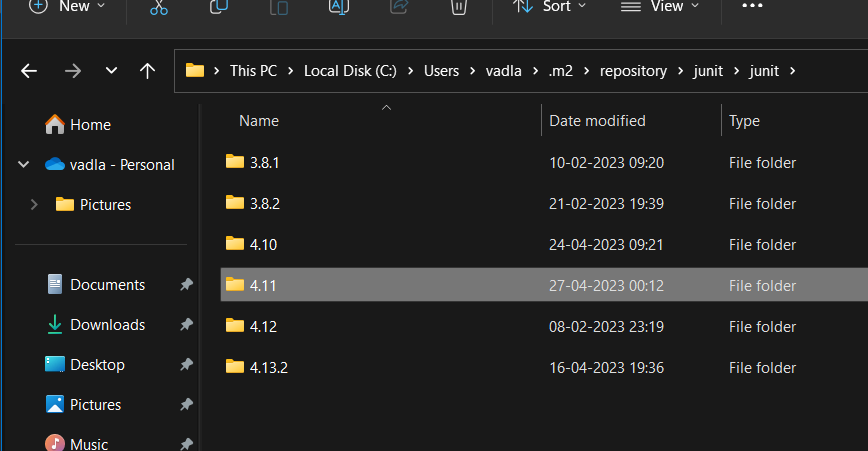 New Sort View
This PC Local Disk (C:) Users vadla .m2 repository junit junit
Name Date modified Type
Home
vadla - Personal
Pictures
Documents
Downloads
Desktop
Pictures
Music
3.8.1 10-02-2023 09:20 File folder
3.8.2 21-02-2023 19:39 File folder
4.10 24-04-2023 09:21 File folder
4.11 27-04-2023 00:12 File folder
4.12 08-02-2023 23:19 File folder
4.13.2 16-04-2023 19:36 File folder